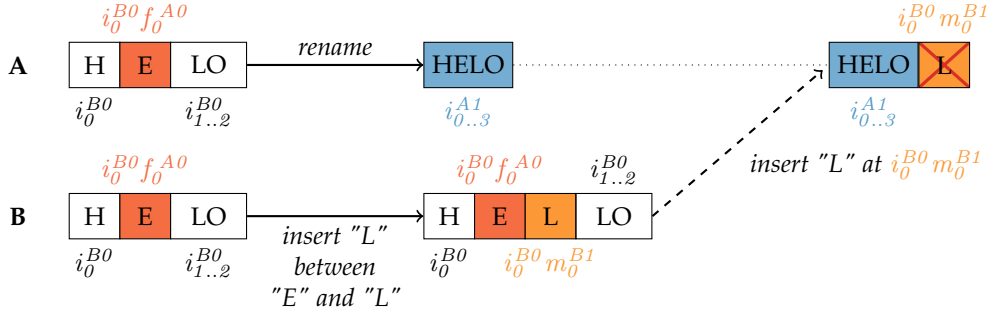 i_0^{B0} f_0^{A0}
i_0^{B0} m_0^{B1}
A
H E LO
rename
HELO
HELO L
i_0^{B0} i_{1..2}^{B0}
i_{0..3}^{A1}
i_{0..3}^{A1}
i_0^{B0} f_0^{A0}
i_0^{B0} f_0^{A0} i_{1..2}^{B0}
insert "L" at i_0^{B0} m_0^{B1}
B
H E LO
H E L LO
i_0^{B0} i_{1..2}^{B0}
insert "L"
between
"E" and "L"
i_0^{B0} i_0^{B0} m_0^{B1}